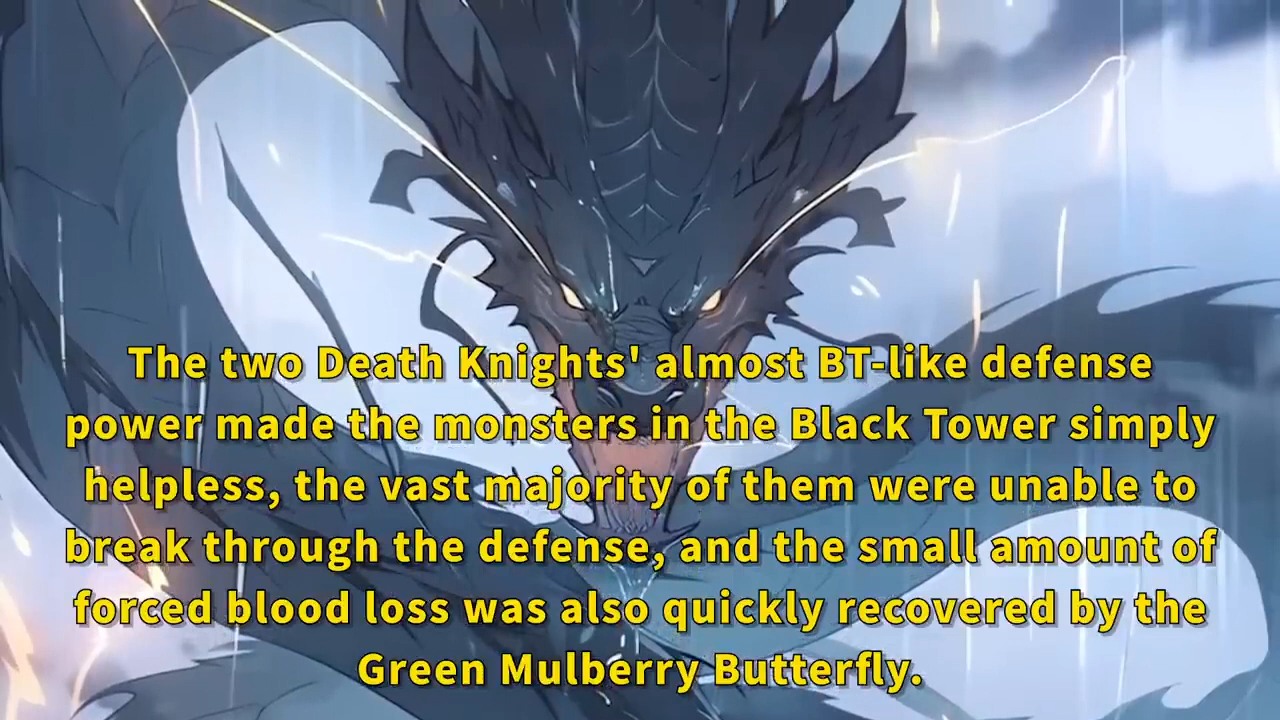 The two Death Knights' almost BT-like defense
power made the monsters in the Black Tower simply
helpless, the vast majority of them were unable to
break through the defense, and the small amount of
forced blood loss was also quickly recovered by the
Green Mulberry Butterfly.